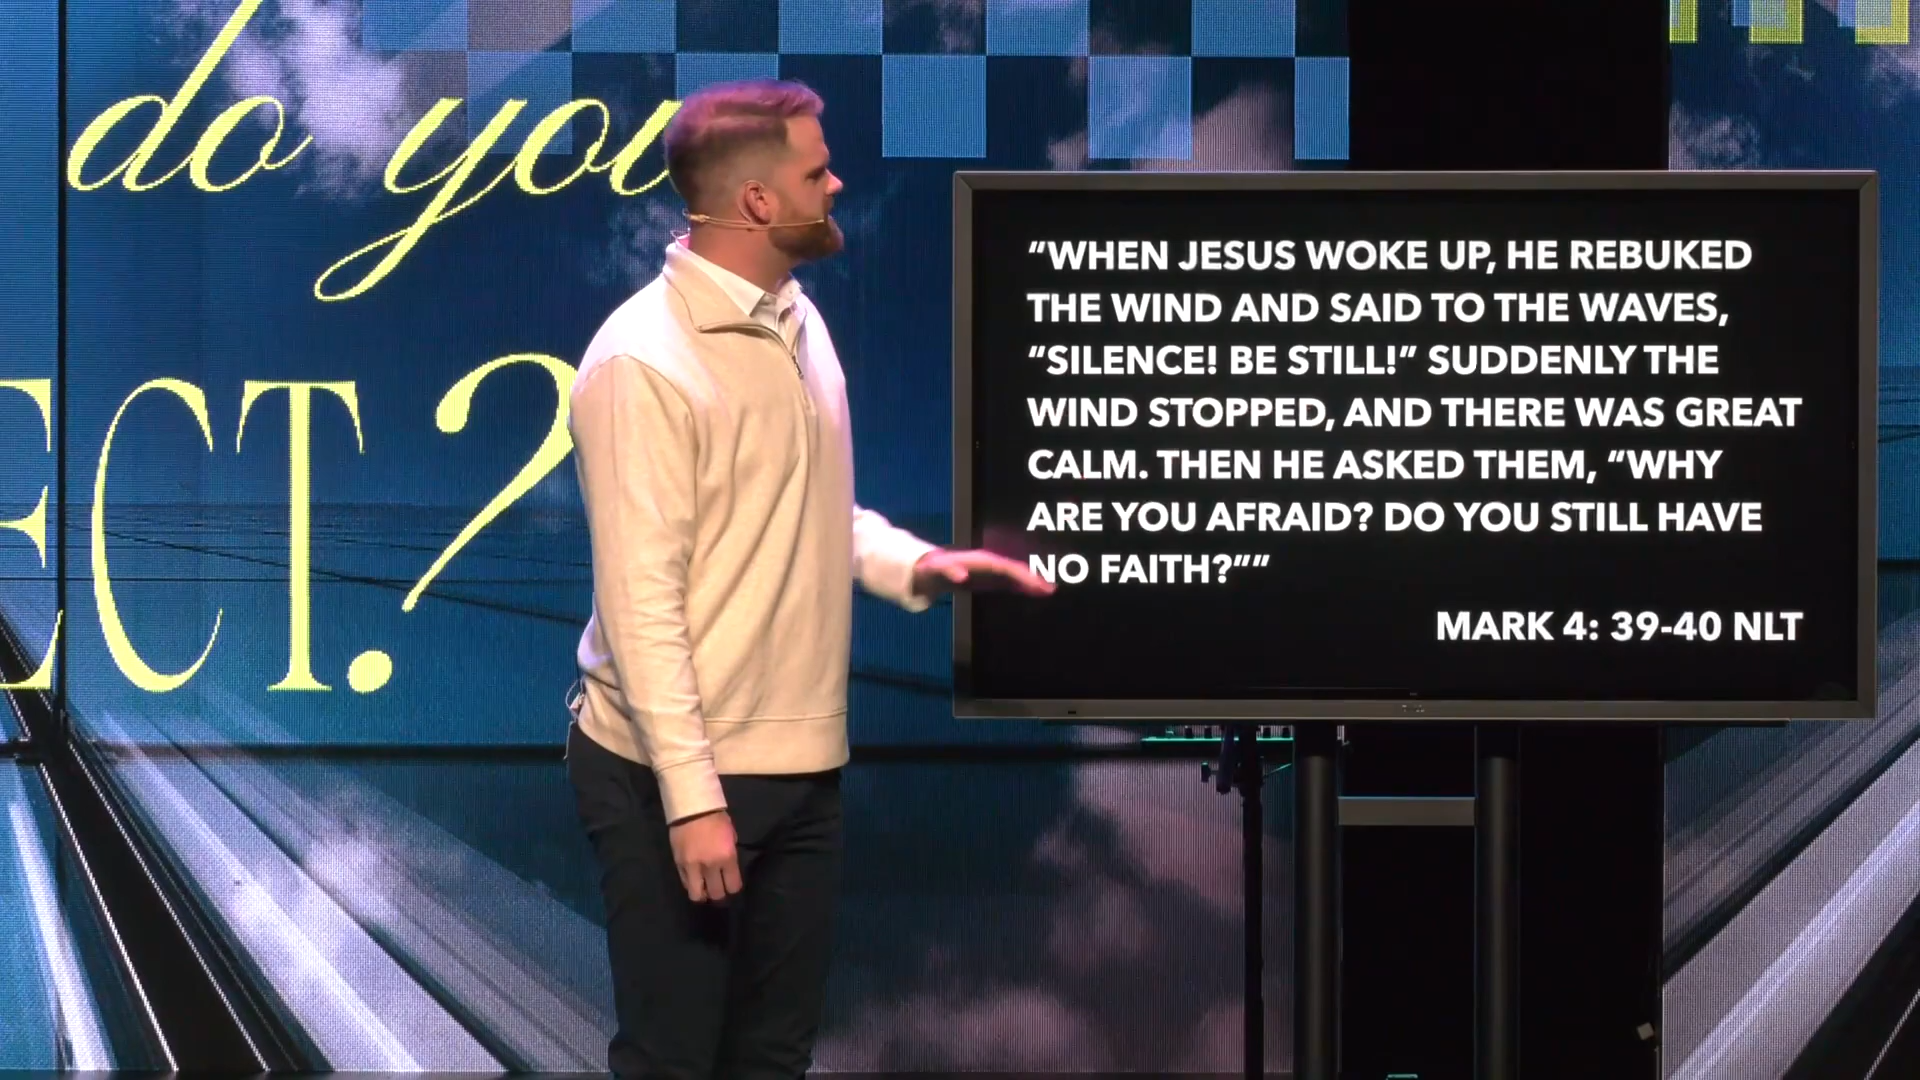 do you
ECT.?
“WHEN JESUS WOKE UP, HE REBUKED
THE WIND AND SAID TO THE WAVES,
“SILENCE! BE STILL!” SUDDENLY THE
WIND STOPPED, AND THERE WAS GREAT
CALM. THEN HE ASKED THEM, “WHY
ARE YOU AFRAID? DO YOU STILL HAVE
NO FAITH?””
MARK 4: 39-40 NLT